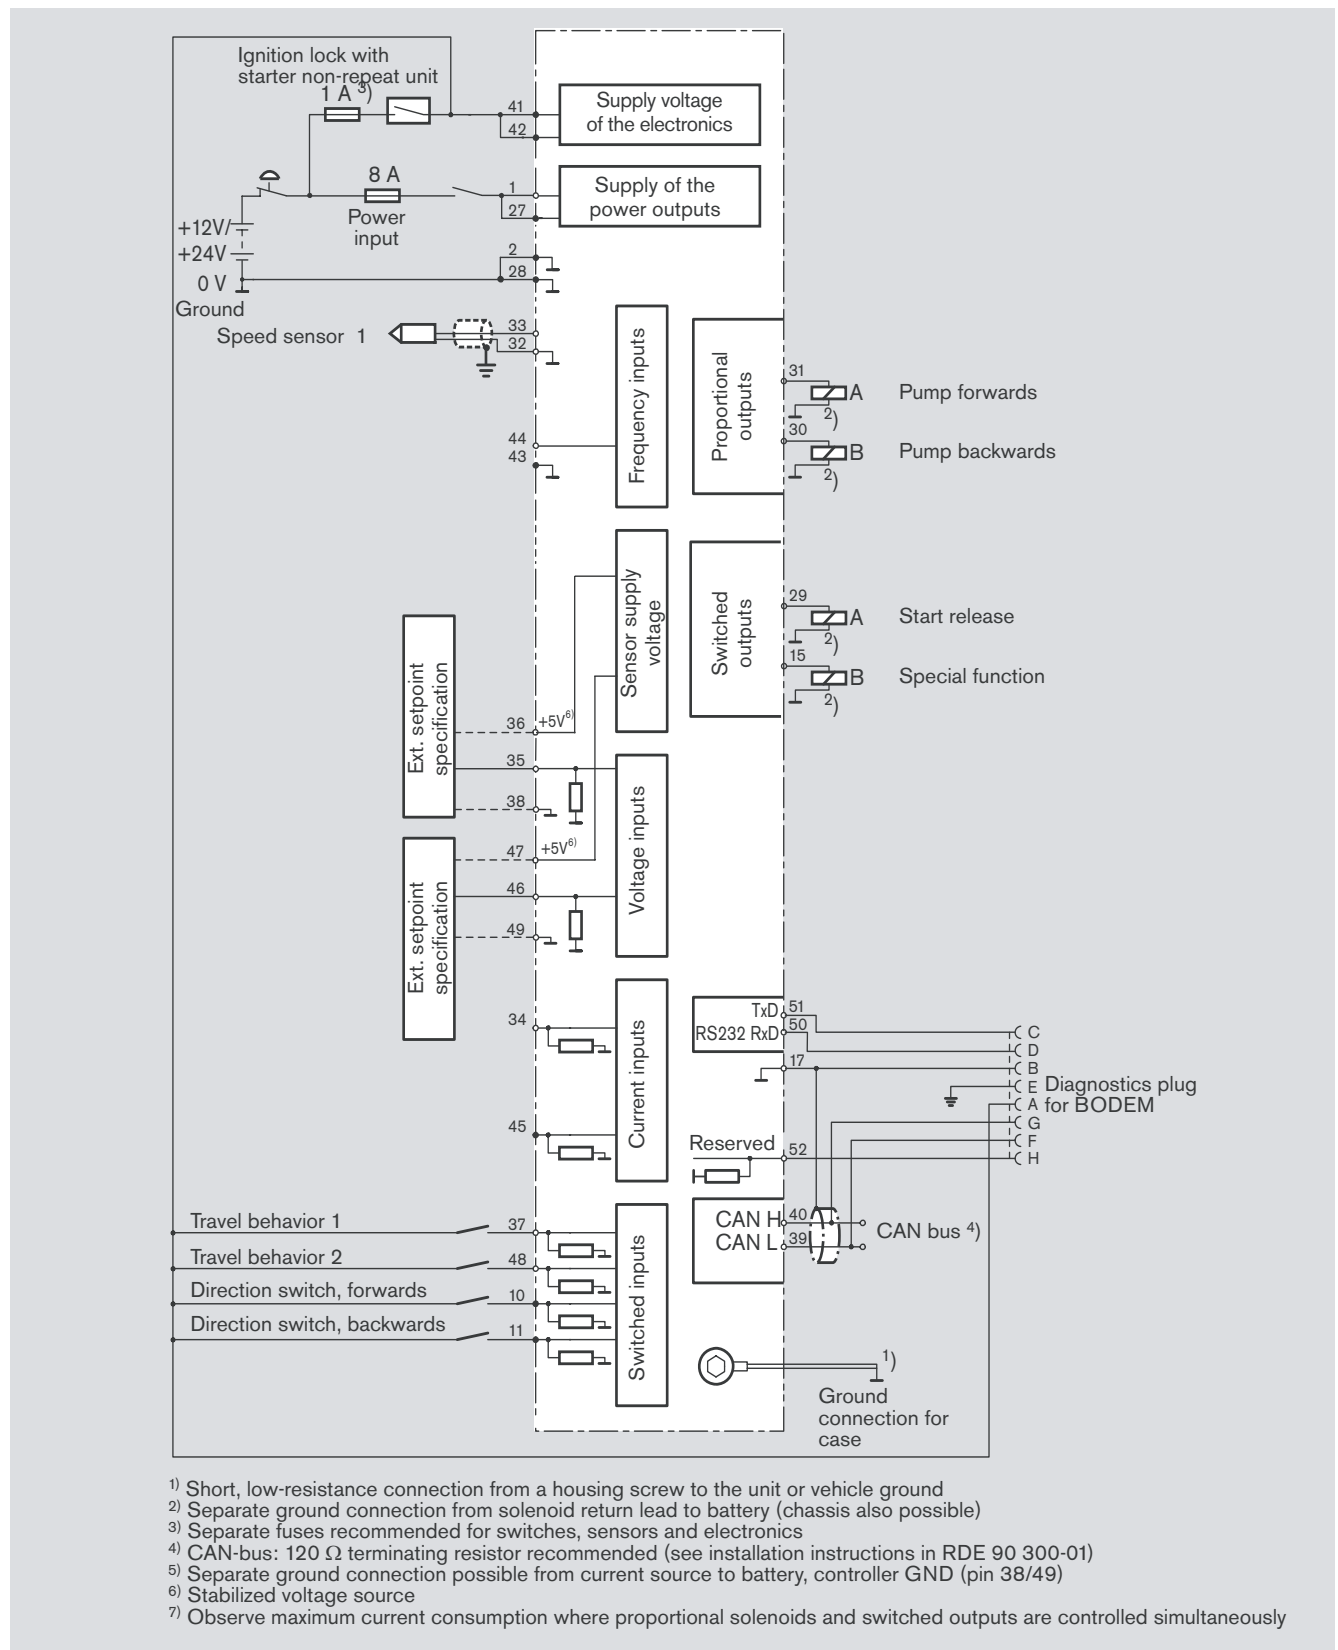 Ignition lock with
starter non-repeat unit
1 A 3)
41
42
Supply voltage
of the electronics
8 A
Power
input
1
27
Supply of the
power outputs
+12V/
+24V
0 V
Ground
2
28
Speed sensor 1
33
32
44
43
Frequency inputs
Proportional
outputs
31
A
2)
Pump forwards
30
B
2)
Pump backwards
Sensor supply
voltage
Switched
outputs
29
A
2)
Start release
15
B
2)
Special function
Ext. setpoint
specification
36
+5V6)
35
38
Voltage inputs
Ext. setpoint
specification
47
+5V6)
46
49
34
45
Current inputs
TxD
RS232 RxD
51
50
17
Reserved
52
C
D
B
E
A
G
F
H
Diagnostics plug
for BODEM
Travel behavior 1
37
Travel behavior 2
48
Direction switch, forwards
10
Direction switch, backwards
11
Switched inputs
CAN H
CAN L
40
39
CAN bus 4)
1)
Ground
connection for
case
1) Short, low-resistance connection from a housing screw to the unit or vehicle ground
2) Separate ground connection from solenoid return lead to battery (chassis also possible)
3) Separate fuses recommended for switches, sensors and electronics
4) CAN-bus: 120 Ω terminating resistor recommended (see installation instructions in RDE 90 300-01)
5) Separate ground connection possible from current source to battery, controller GND (pin 38/49)
6) Stabilized voltage source
7) Observe maximum current consumption where proportional solenoids and switched outputs are controlled simultaneously